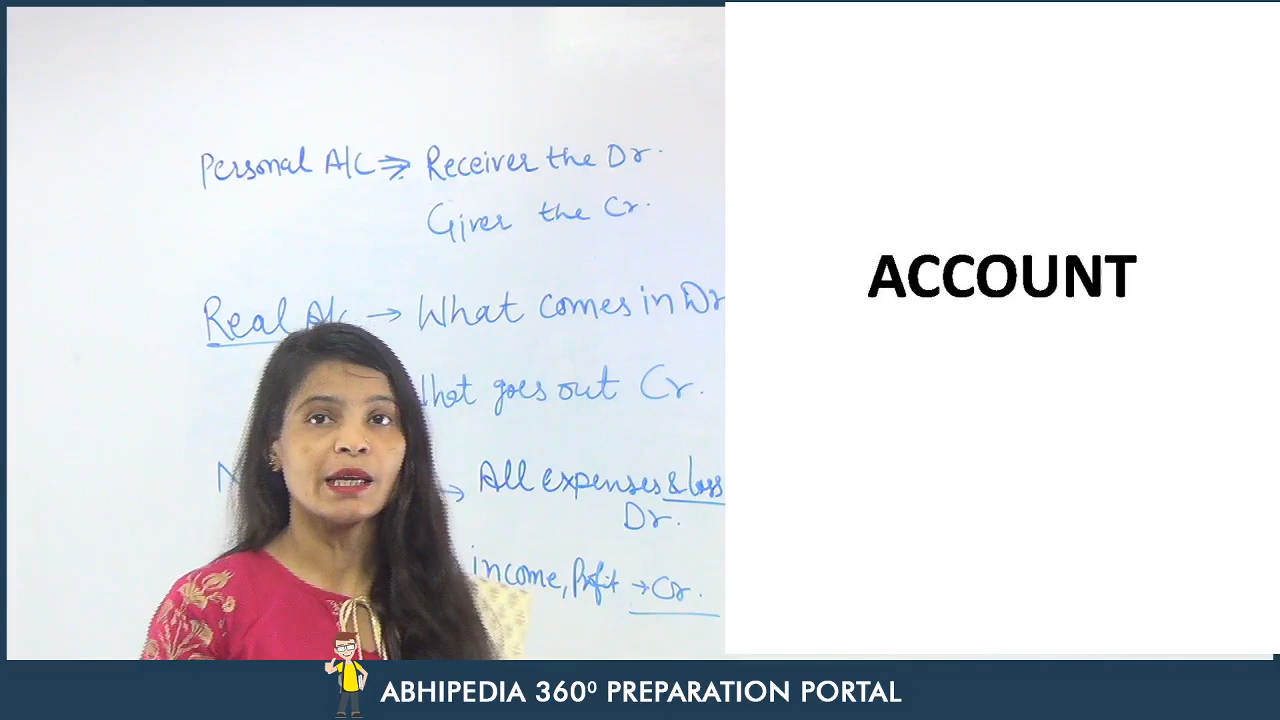 Personal A/C ⇒ Receiver the Dr.
Giver the Cr.
Real A/c → What comes in Dr
What goes out Cr.
N → All expenses & loss
Dr.
income, Profit → Cr.
ACCOUNT
ABHIPEDIA 360⁰ PREPARATION PORTAL